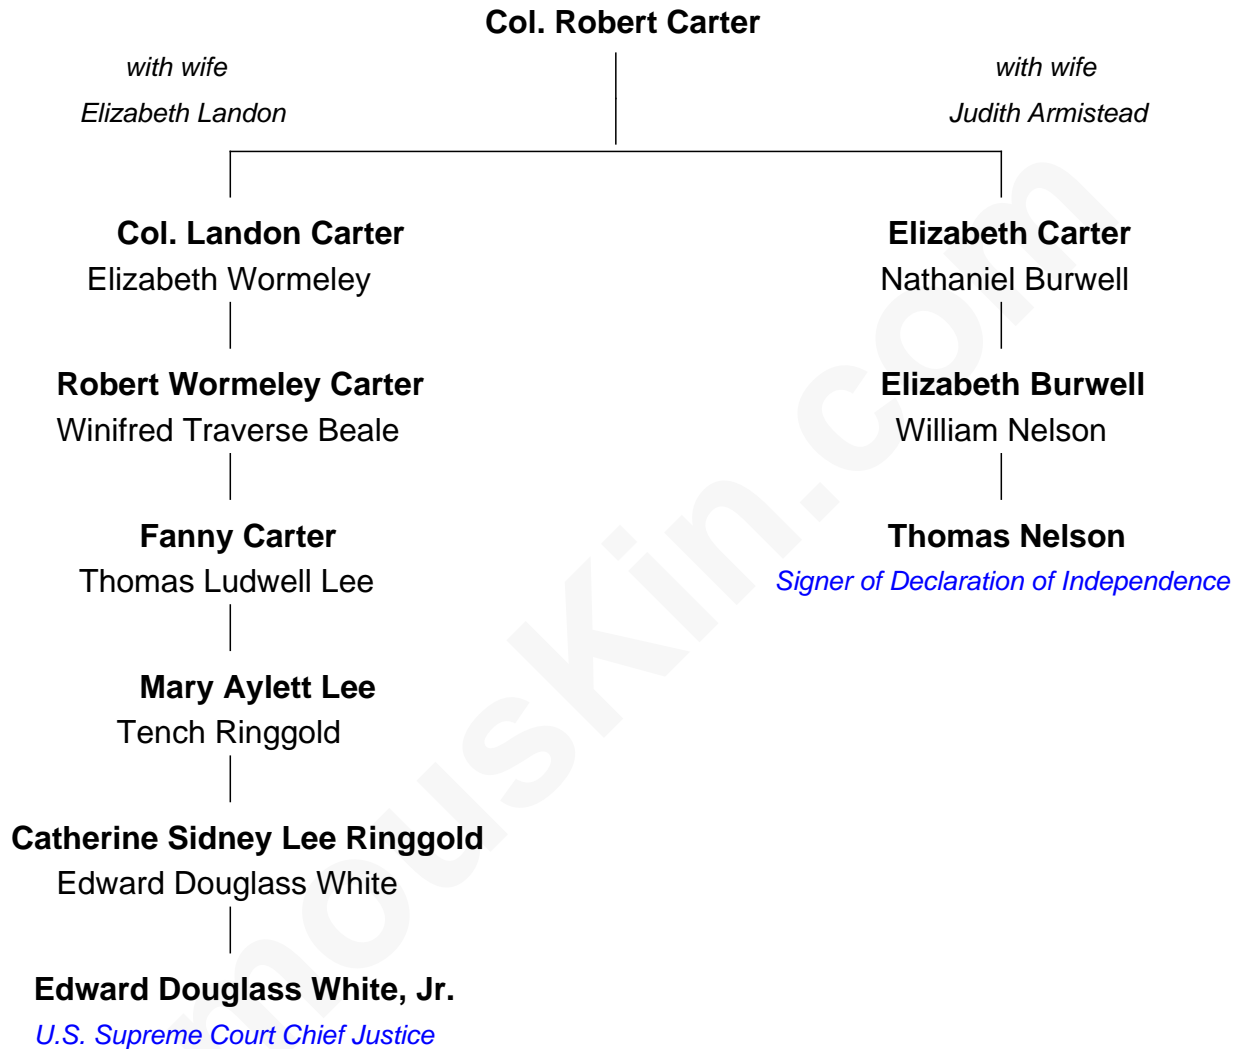 Col. Robert Carter
with wife
Elizabeth Landon
with wife
Judith Armistead
Col. Landon Carter
Elizabeth Wormeley
Elizabeth Carter
Nathaniel Burwell
Robert Wormeley Carter
Winifred Traverse Beale
Elizabeth Burwell
William Nelson
Fanny Carter
Thomas Ludwell Lee
Thomas Nelson
Signer of Declaration of Independence
Mary Aylett Lee
Tench Ringgold
Catherine Sidney Lee Ringgold
Edward Douglass White
Edward Douglass White, Jr.
U.S. Supreme Court Chief Justice
mousKin.com